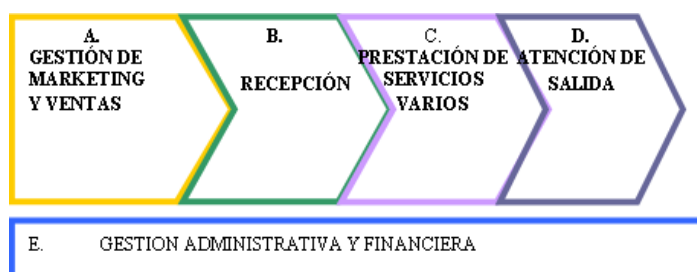 A.
GESTIÓN DE
MARKETING
Y VENTAS
B.
RECEPCIÓN
C.
PRESTACIÓN DE
SERVICIOS
VARIOS
D.
ATENCIÓN DE
SALIDA
E. GESTION ADMINISTRATIVA Y FINANCIERA